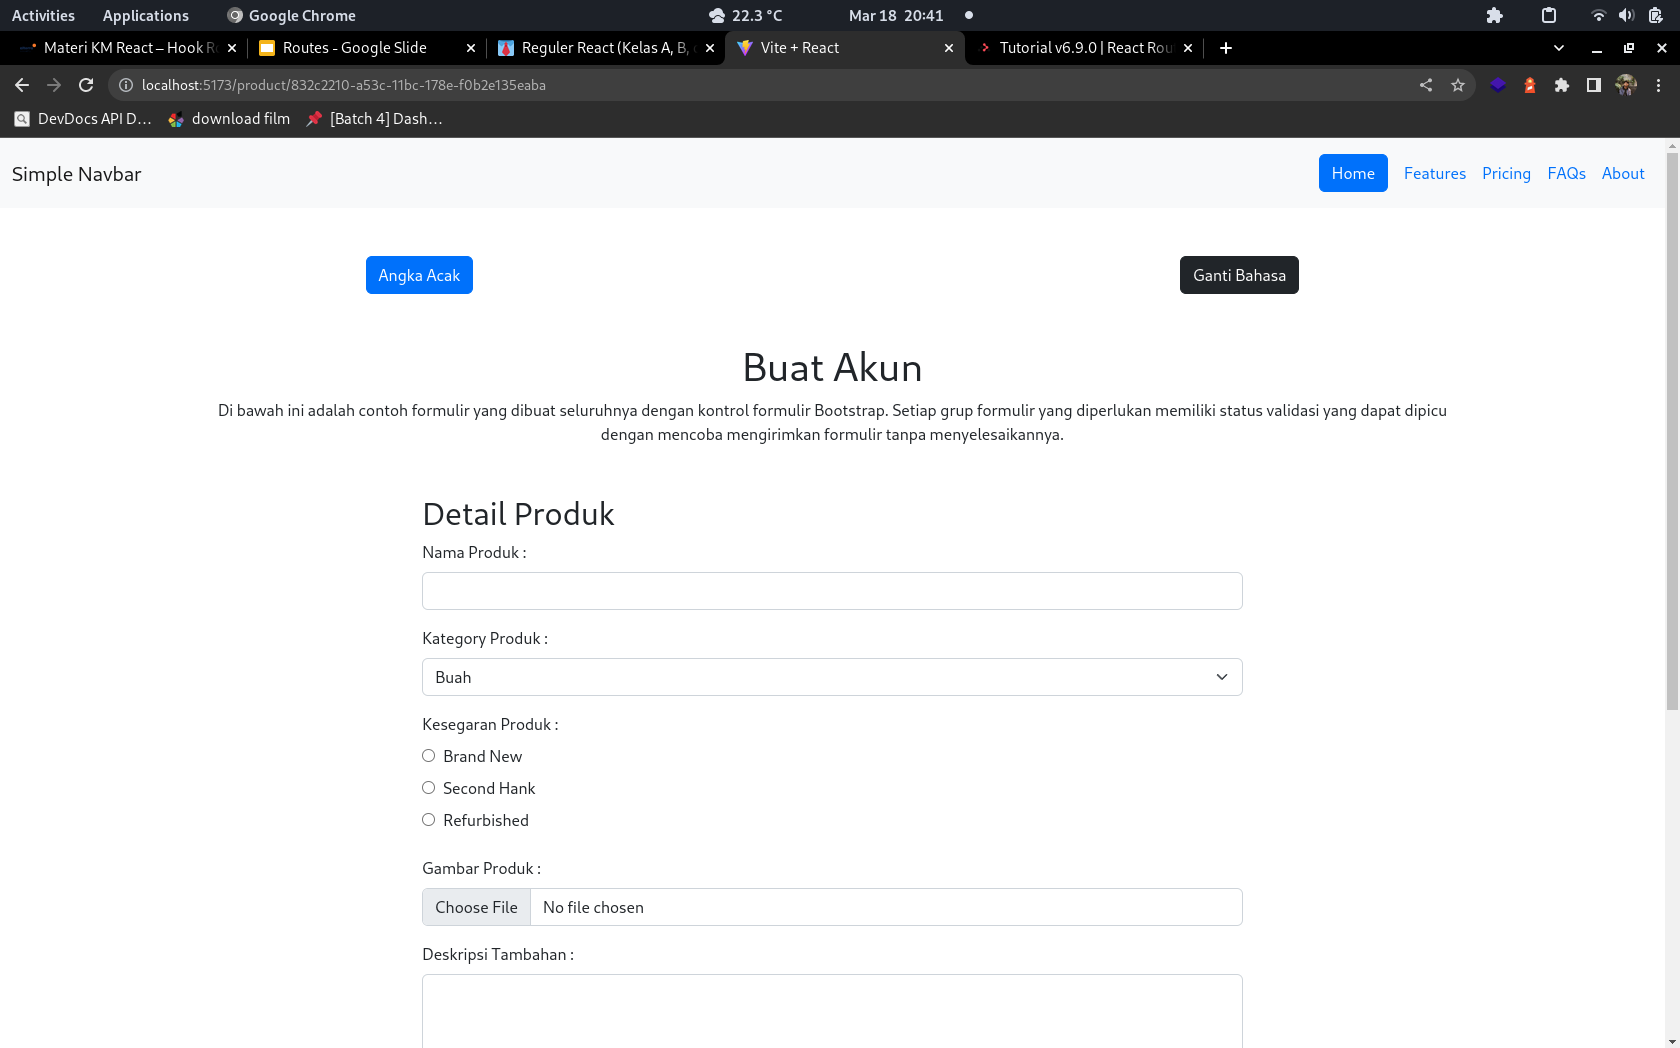 Activities Applications Google Chrome 22.3 °C Mar 18 20:41
Materi KM React – Hook R
Routes - Google Slide
Reguler React (Kelas A, B,
Vite + React
Tutorial v6.9.0 | React Rou
localhost:5173/product/832c2210-a53c-11bc-178e-f0b2e135eaba
DevDocs API D... download film [Batch 4] Dash...
Simple Navbar Home Features Pricing FAQs About
Angka Acak Ganti Bahasa
Buat Akun
Di bawah ini adalah contoh formulir yang dibuat seluruhnya dengan kontrol formulir Bootstrap. Setiap grup formulir yang diperlukan memiliki status validasi yang dapat dipicu
dengan mencoba mengirimkan formulir tanpa menyelesaikannya.
Detail Produk
Nama Produk :
Kategory Produk :
Buah
Kesegaran Produk :
Brand New
Second Hank
Refurbished
Gambar Produk :
Choose File No file chosen
Deskripsi Tambahan :